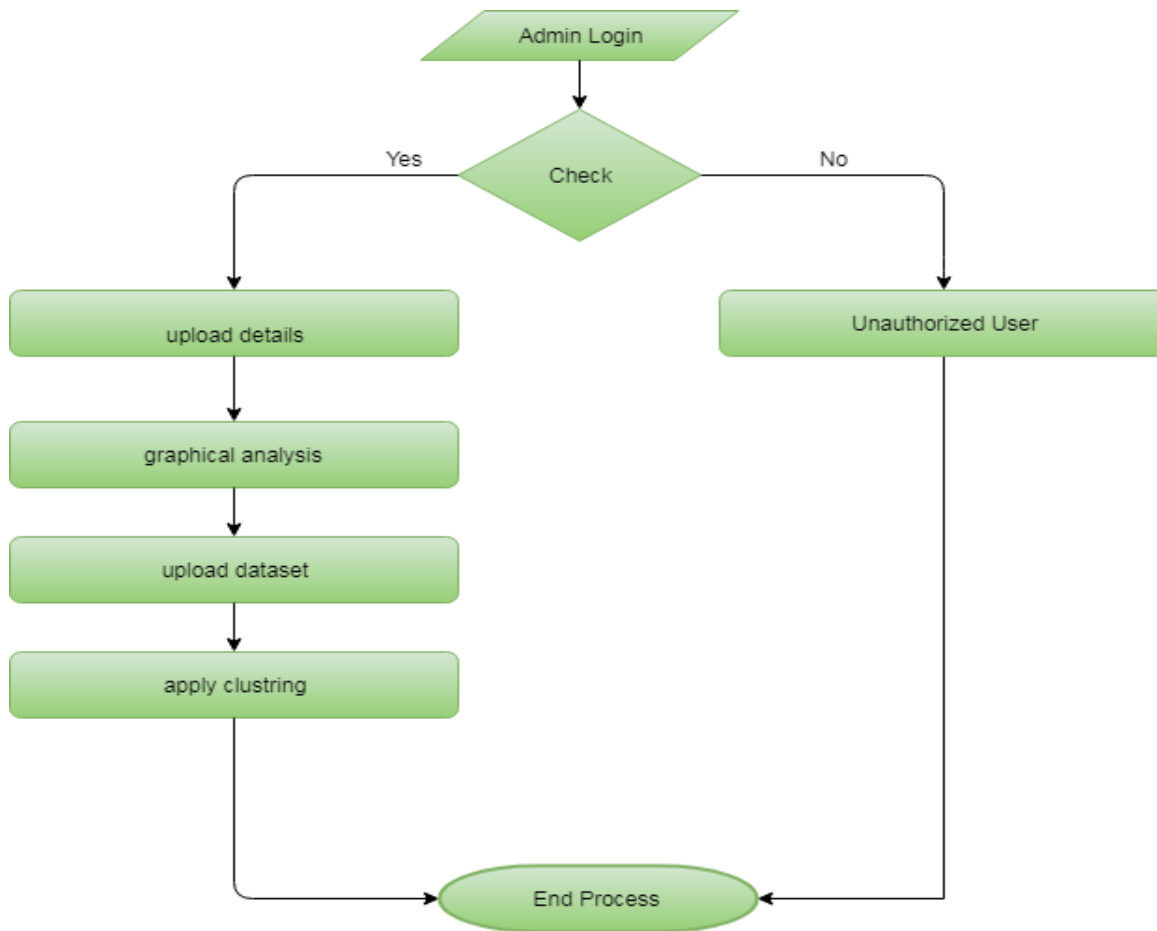 Admin Login
Check
Yes
No
upload details
Unauthorized User
graphical analysis
upload dataset
apply clustring
End Process